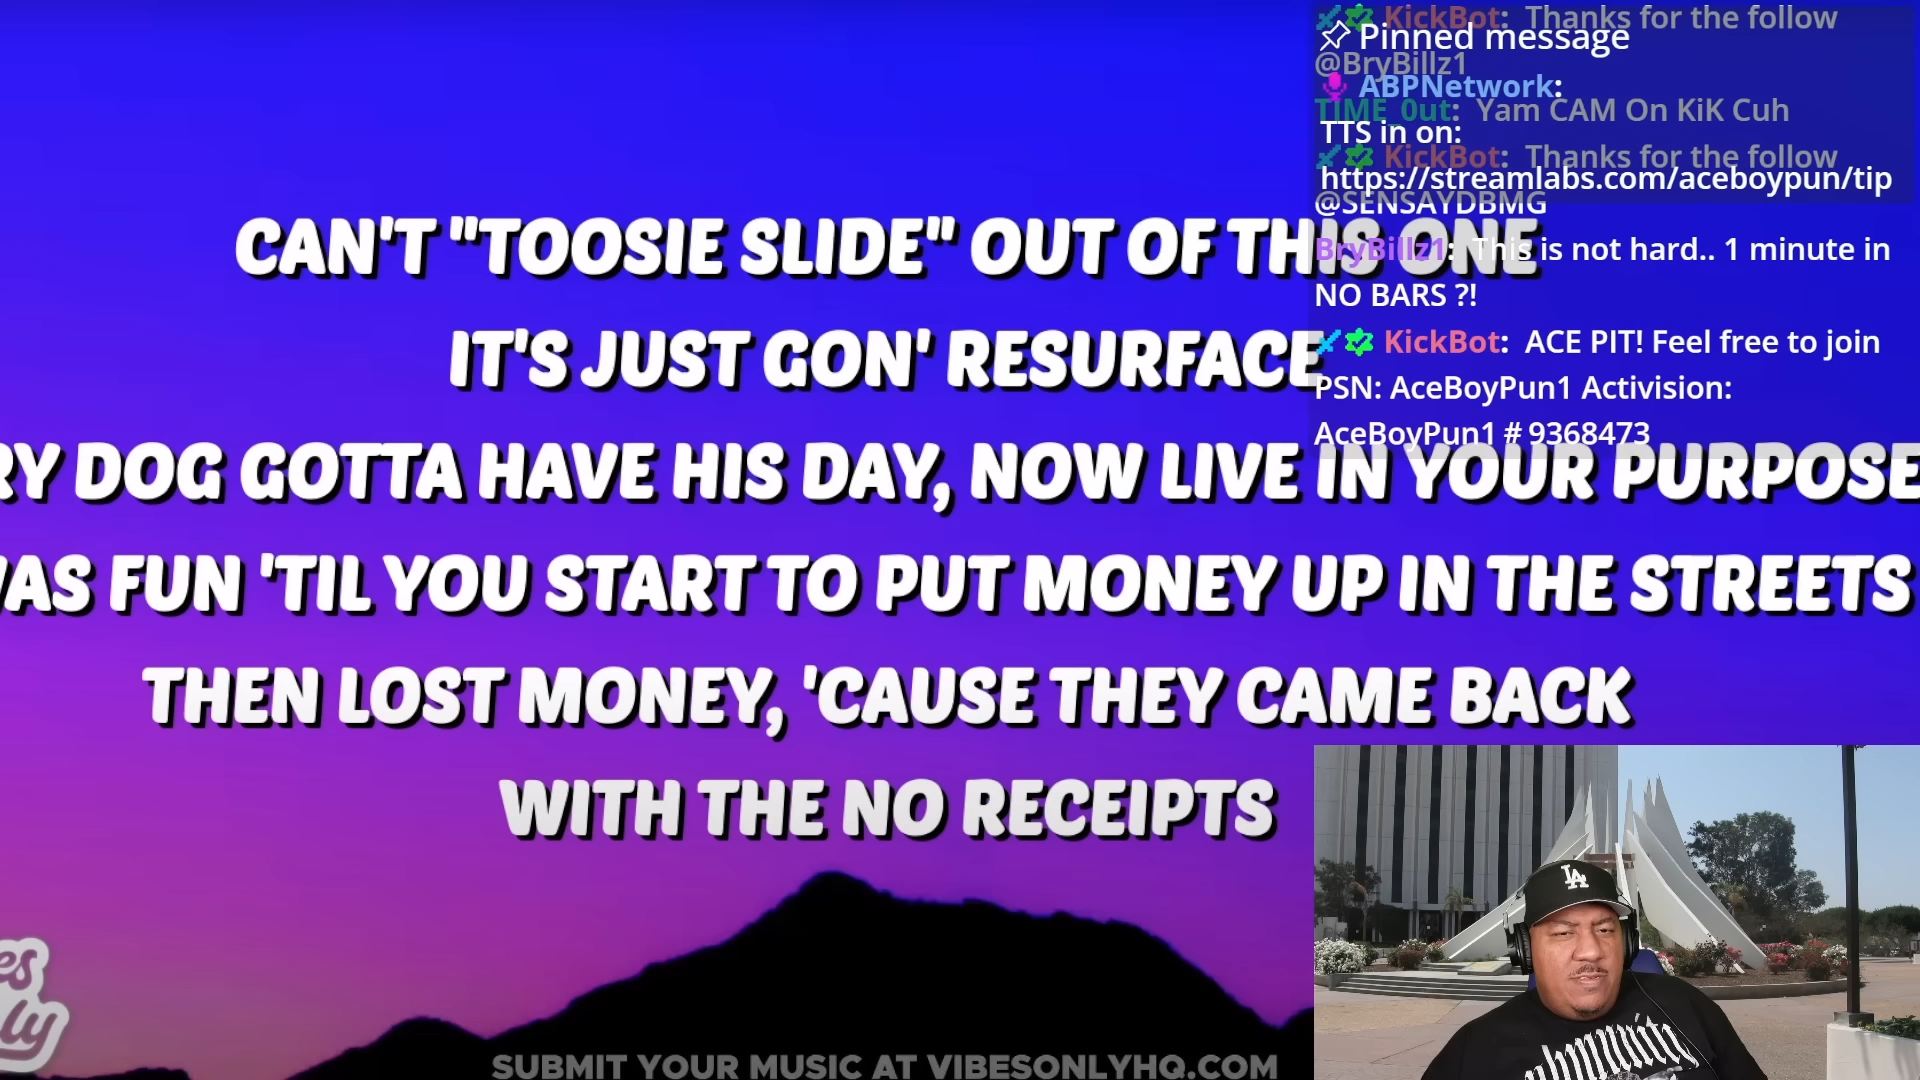 CAN'T "TOOSIE SLIDE" OUT OF THIS ONE
IT'S JUST GON' RESURFACE
RY DOG GOTTA HAVE HIS DAY, NOW LIVE IN YOUR PURPOSE
AS FUN 'TIL YOU START TO PUT MONEY UP IN THE STREETS
THEN LOST MONEY, 'CAUSE THEY CAME BACK
WITH THE NO RECEIPTS
SUBMIT YOUR MUSIC AT VIBESONLYHQ.COM
es
ly
KickBot: Thanks for the follow
@BryBillz1
Pinned message
ABPNetwork:
TTS in on:
https://streamlabs.com/aceboypun/tip
TIME_0ut: Yam CAM On KiK Cuh
KickBot: Thanks for the follow
@SENSAYDBMG
BryBillz1: This is not hard.. 1 minute in
NO BARS ?!
KickBot: ACE PIT! Feel free to join
PSN: AceBoyPun1 Activision:
AceBoyPun1 # 9368473
LA